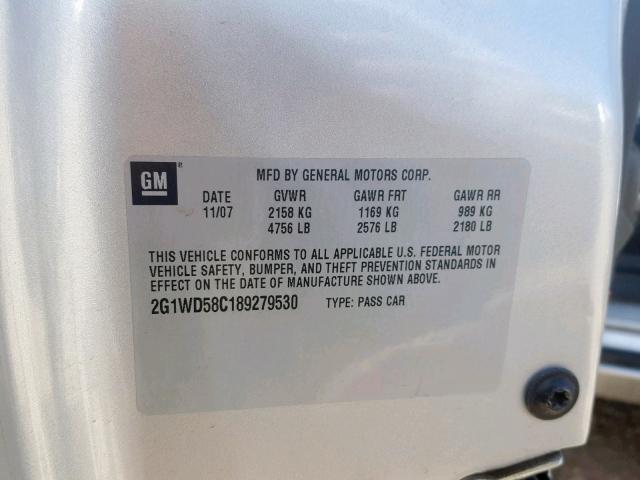 GM
MFD BY GENERAL MOTORS CORP.
DATE GVWR GAWR FRT GAWR RR
11/07 2158 KG 1169 KG 989 KG
4756 LB 2576 LB 2180 LB
THIS VEHICLE CONFORMS TO ALL APPLICABLE U.S. FEDERAL MOTOR
VEHICLE SAFETY, BUMPER, AND THEFT PREVENTION STANDARDS IN
EFFECT ON THE DATE OF MANUFACTURE SHOWN ABOVE.
2G1WD58C189279530 TYPE: PASS CAR